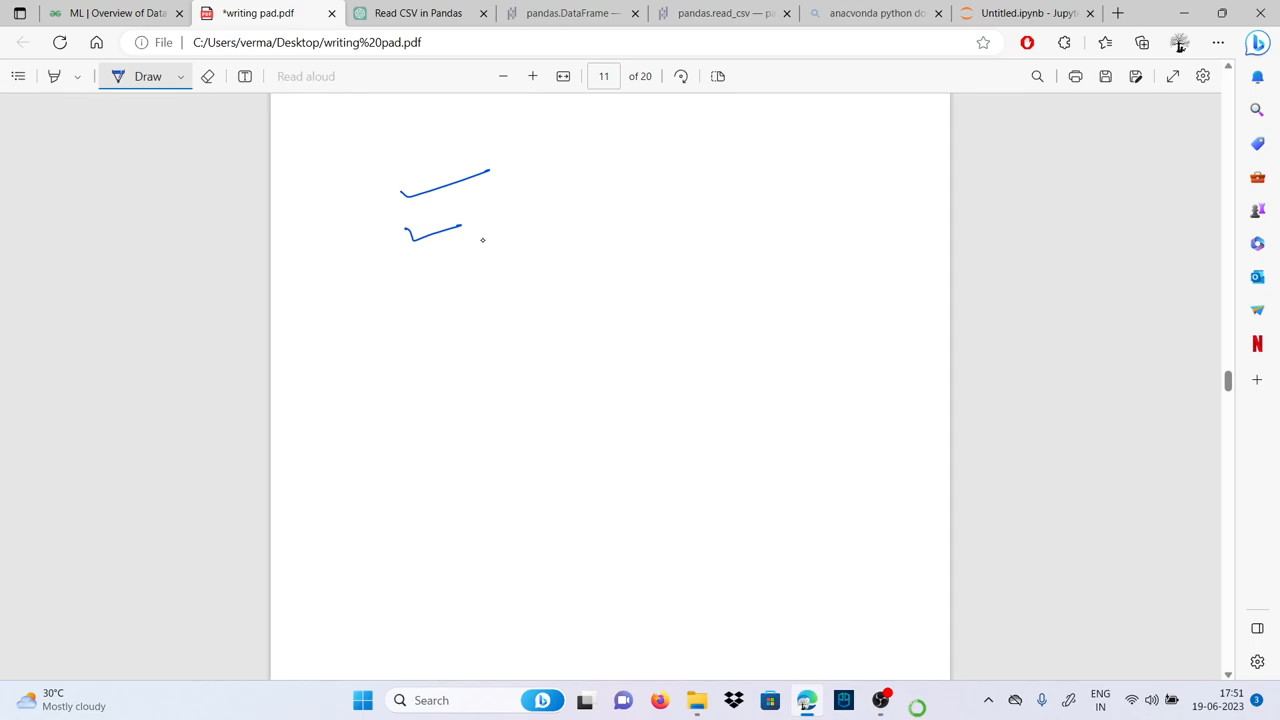 ML | Overview of Data
*writing pad.pdf
Read CSV in Pandas
pandas.DataFrame —
pandas.read_csv — pa
anacvonda python do
Untitled.ipynb - Jupyt
File
C:/Users/verma/Desktop/writing%20pad.pdf
Draw
Read aloud
11
of 20
30°C
Mostly cloudy
Search
ENG
IN
17:51
19-06-2023
3